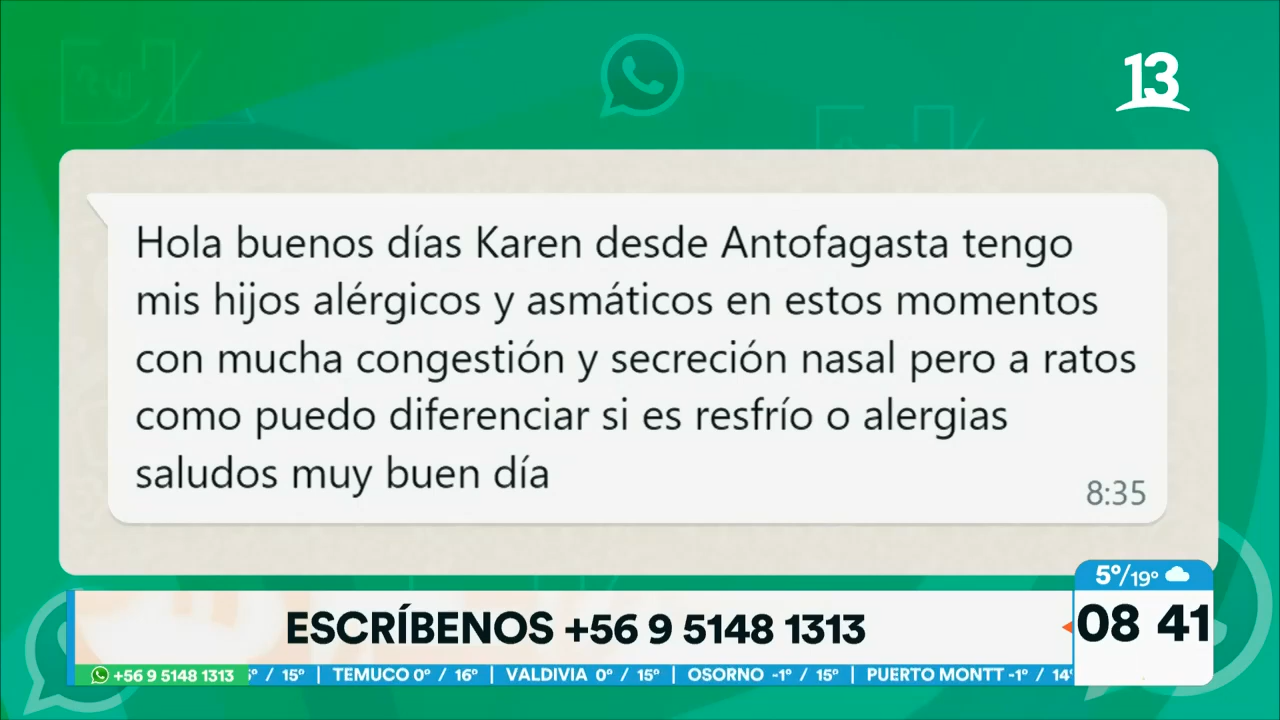 13
Hola buenos días Karen desde Antofagasta tengo
mis hijos alérgicos y asmáticos en estos momentos
con mucha congestión y secreción nasal pero a ratos
como puedo diferenciar si es resfrío o alergias
saludos muy buen día
8:35
5°/19°
ESCRÍBENOS +56 9 5148 1313
08 41
+56 9 5148 1313 / 15° | TEMUCO 0° / 16° | VALDIVIA 0° / 15° | OSORNO -1° / 15° | PUERTO MONTT -1° / 14°